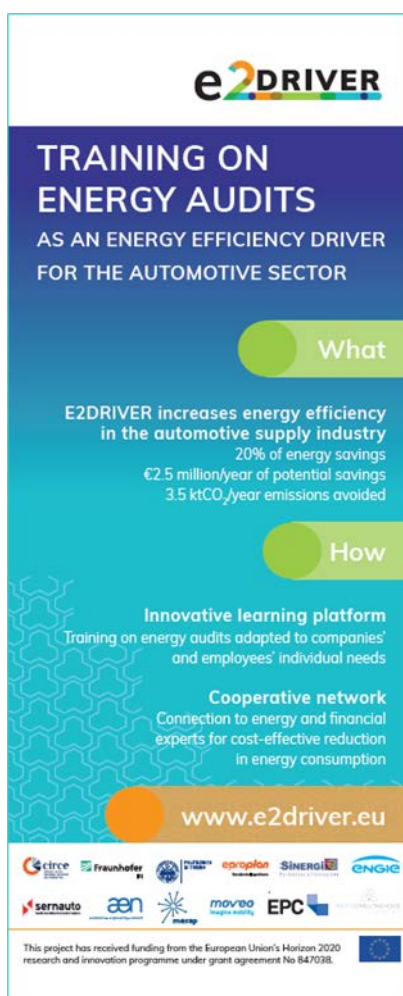 e2DRIVER
TRAINING ON
ENERGY AUDITS
AS AN ENERGY EFFICIENCY DRIVER
FOR THE AUTOMOTIVE SECTOR
What
E2DRIVER increases energy efficiency
in the automotive supply industry
20% of energy savings
€2.5 million/year of potential savings
3.5 ktCO₂/year emissions avoided
How
Innovative learning platform
Training on energy audits adapted to companies’
and employees’ individual needs
Cooperative network
Connection to energy and financial
experts for cost-effective reduction
in energy consumption
www.e2driver.eu
circe Fraunhofer ISI eproplan SINERGIE ENGIE
sernauto aen mesap mov’eo imagine mobility EPC
This project has received funding from the European Union’s Horizon 2020
research and innovation programme under grant agreement No 847038.